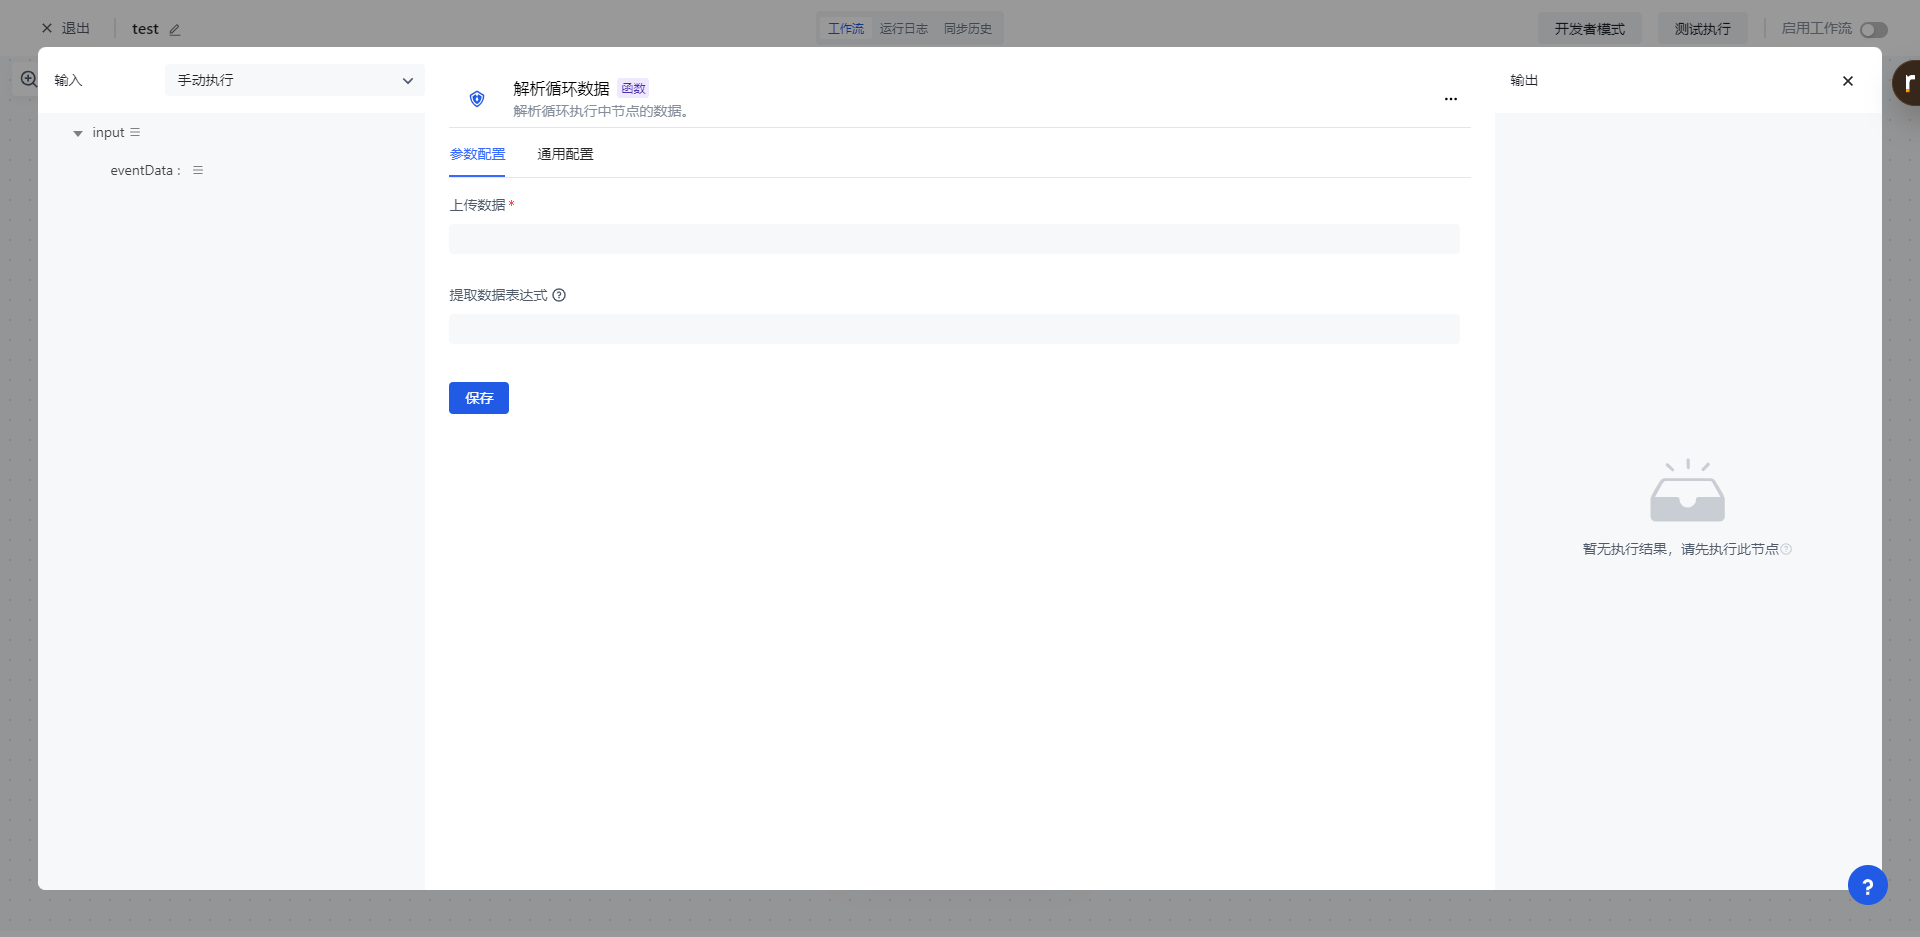 退出
test
工作流 运行日志 同步历史
开发者模式
测试执行
启用工作流
输入
手动执行
input
eventData :
解析循环数据 函数
解析循环执行中节点的数据。
参数配置
通用配置
上传数据 *
提取数据表达式
保存
输出
暂无执行结果，请先执行此节点
r
?